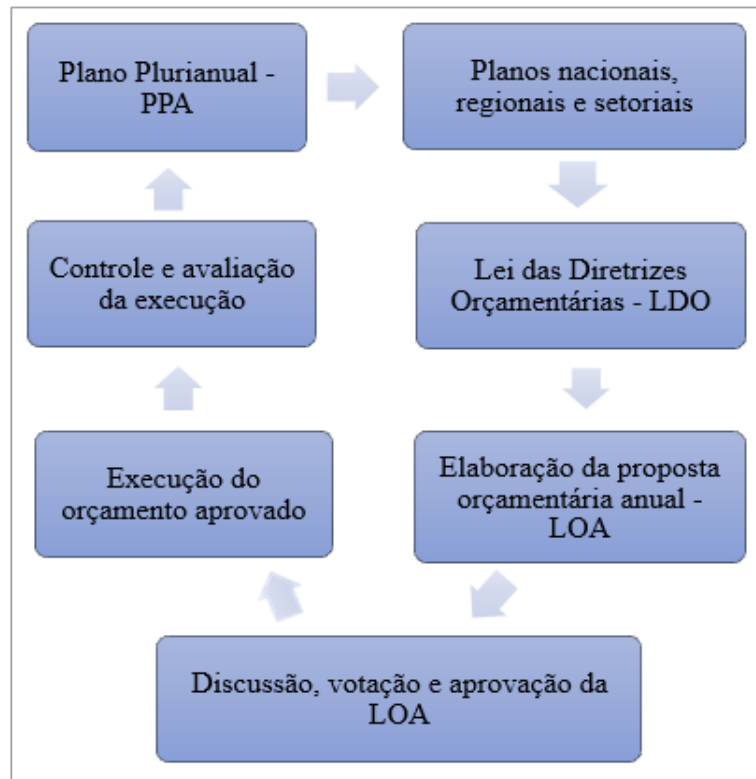 Plano Plurianual -
PPA
Planos nacionais,
regionais e setoriais
Lei das Diretrizes
Orçamentárias - LDO
Elaboração da proposta
orçamentária anual -
LOA
Discussão, votação e aprovação da
LOA
Execução do
orçamento aprovado
Controle e avaliação
da execução